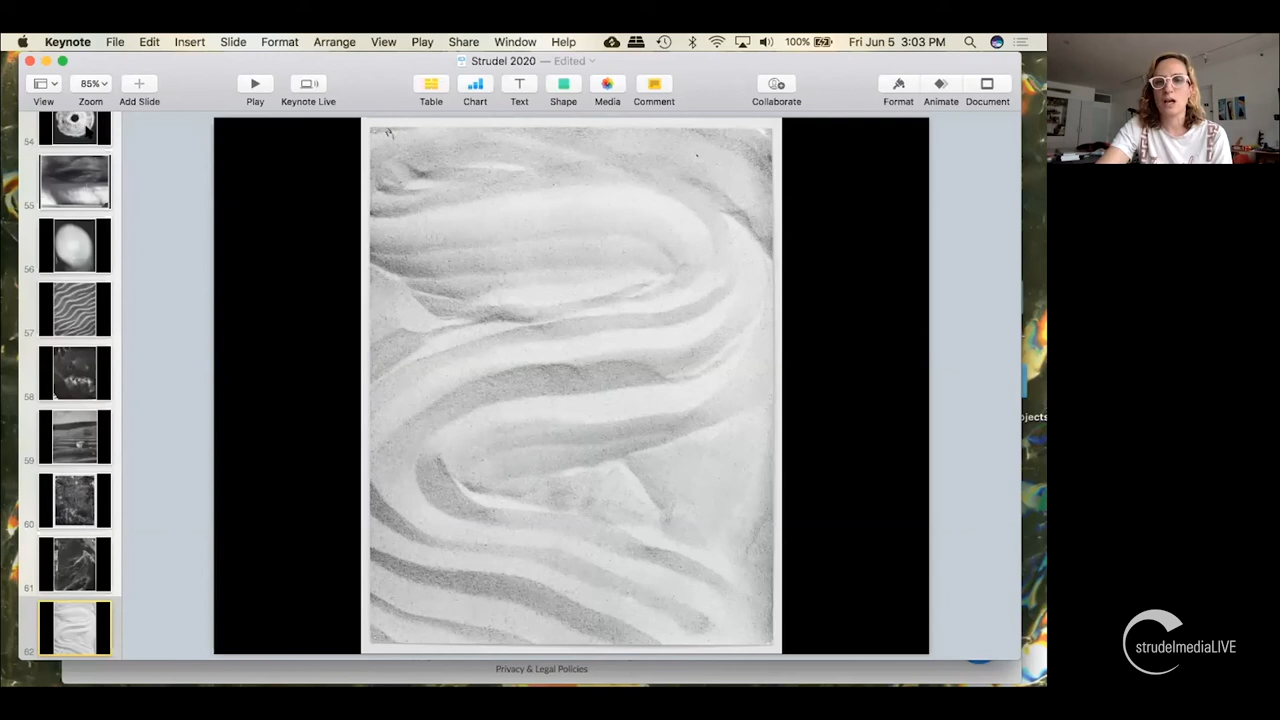 Keynote File Edit Insert Slide Format Arrange View Play Share Window Help 100% Fri Jun 5 3:03 PM
Strudel 2020 — Edited
85%
View Zoom Add Slide Play Keynote Live Table Chart Text Shape Media Comment Collaborate Format Animate Document
54
55
56
57
58
59
60
61
62
ojects
Privacy & Legal Policies
strudelmediaLIVE